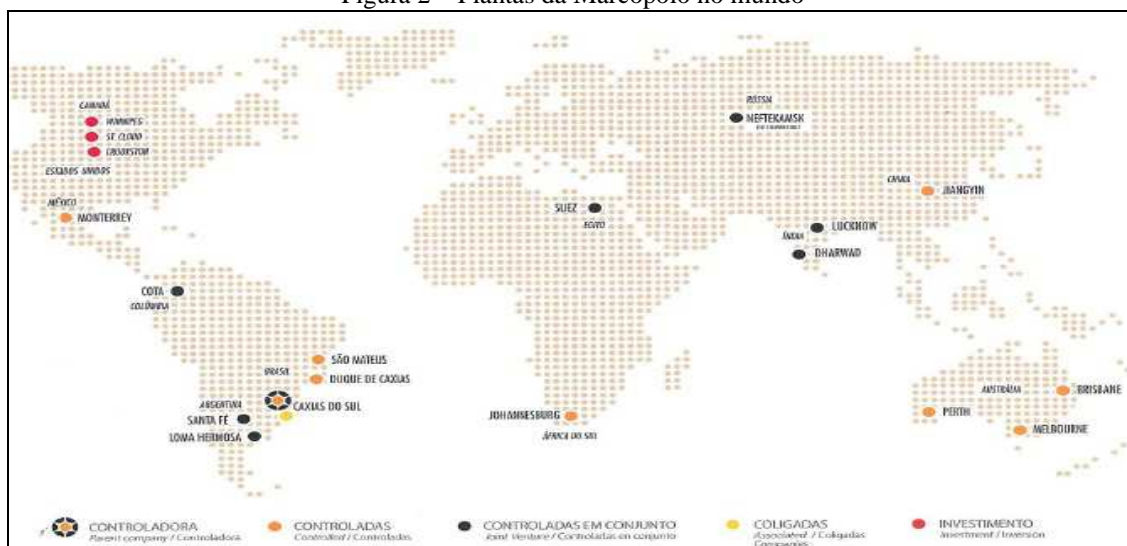 Figura 2 – Plantas da Marcopolo no mundo
CANADÁ
WINNIPEG
ST. CLOUD
CROOKSTON
ESTADOS UNIDOS
MÉXICO
MONTERREY
COTA
COLÔMBIA
BRASIL
SÃO MATEUS
DUQUE DE CAXIAS
CAXIAS DO SUL
ARGENTINA
SANTA FÉ
LOMA HERMOSA
SUEZ
EGITO
JOHANNESBURG
ÁFRICA DO SUL
RÚSSIA
NEFTEKAMSK
CHINA
JIANGYIN
ÍNDIA
LUCKNOW
DHARWAD
AUSTRÁLIA
BRISBANE
PERTH
MELBOURNE
CONTROLADORA
Parent company / Controladora
CONTROLADAS
Controlled / Controladas
CONTROLADAS EM CONJUNTO
Joint Venture / Controladas en conjunto
COLIGADAS
Associated / Coligadas
Companies
INVESTIMENTO
Investment / Inversión